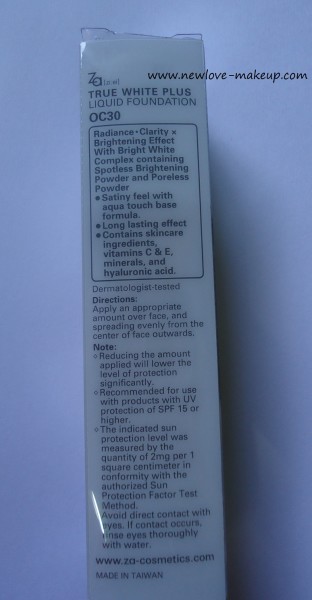 www.newlove-makeup.com
Za [zɑ:ɑ]
TRUE WHITE PLUS
LIQUID FOUNDATION
OC30
Radiance•Clarity ×
Brightening Effect
With Bright White
Complex containing
Spotless Brightening
Powder and Poreless
Powder
• Satiny feel with
aqua touch base
formula.
• Long lasting effect
• Contains skincare
ingredients,
vitamins C & E,
minerals, and
hyaluronic acid.
Dermatologist-tested
Directions:
Apply an appropriate
amount over face, and
spreading evenly from the
center of face outwards.
Note:
○Reducing the amount
applied will lower the
level of protection
significantly.
○Recommended for use
with products with UV
protection of SPF 15 or
higher.
○The indicated sun
protection level was
measured by the
quantity of 2mg per 1
square centimeter in
conformity with the
authorized Sun
Protection Factor Test
Method.
Avoid direct contact with
eyes. If contact occurs,
rinse eyes thoroughly
with water.
www.za-cosmetics.com
MADE IN TAIWAN